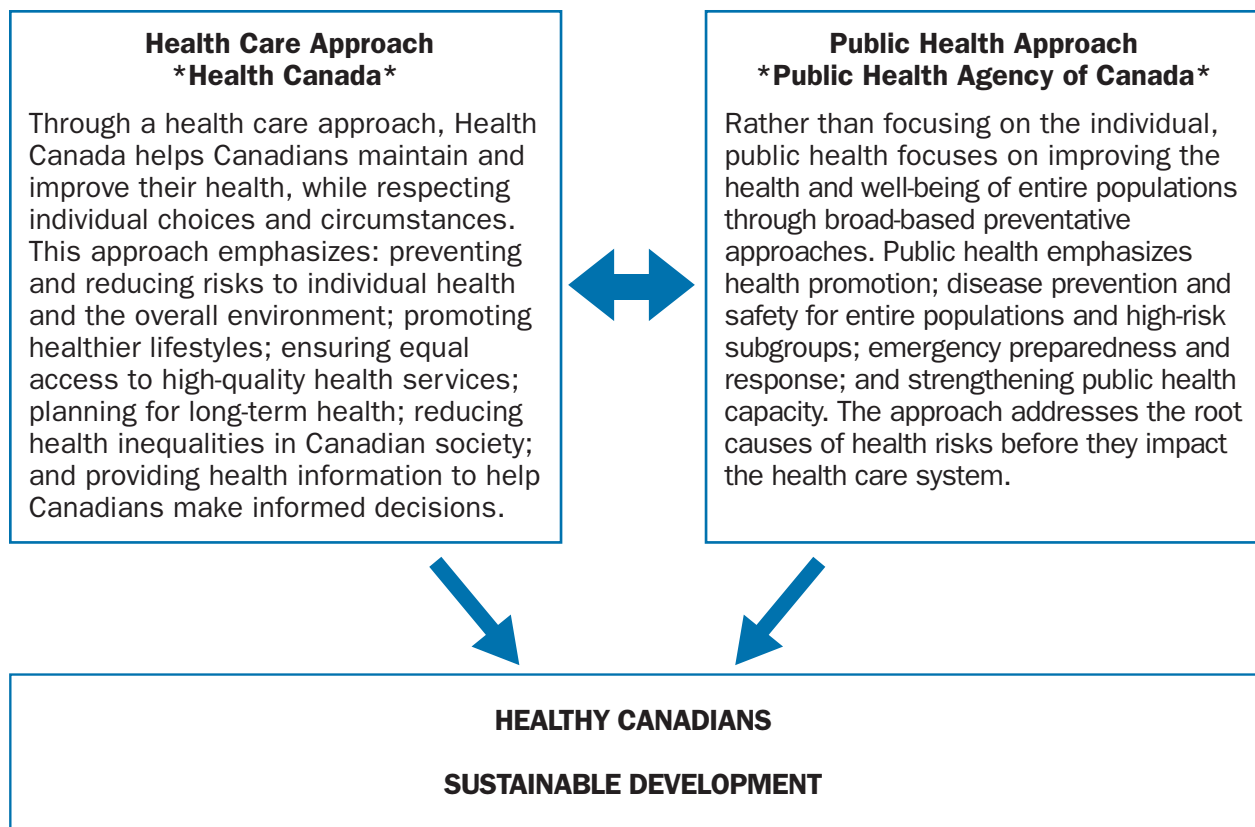 Health Care Approach
*Health Canada*
Through a health care approach, Health
Canada helps Canadians maintain and
improve their health, while respecting
individual choices and circumstances.
This approach emphasizes: preventing
and reducing risks to individual health
and the overall environment; promoting
healthier lifestyles; ensuring equal
access to high-quality health services;
planning for long-term health; reducing
health inequalities in Canadian society;
and providing health information to help
Canadians make informed decisions.
Public Health Approach
*Public Health Agency of Canada*
Rather than focusing on the individual,
public health focuses on improving the
health and well-being of entire populations
through broad-based preventative
approaches. Public health emphasizes
health promotion; disease prevention and
safety for entire populations and high-risk
subgroups; emergency preparedness and
response; and strengthening public health
capacity. The approach addresses the root
causes of health risks before they impact
the health care system.
HEALTHY CANADIANS
SUSTAINABLE DEVELOPMENT